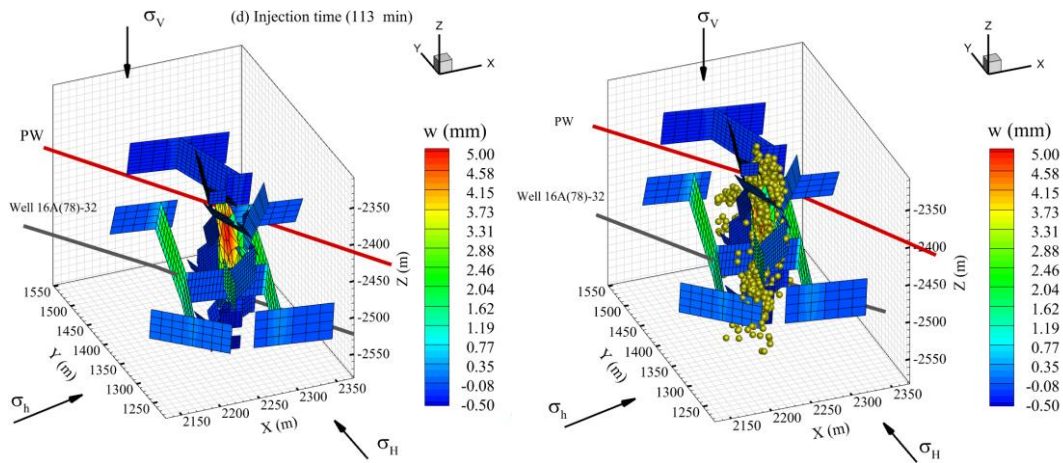 (d) Injection time (113 min)
σV
Z
Y
X
PW
Well 16A(78)-32
w (mm)
5.00
4.58
4.15
3.73
3.31
2.88
2.46
2.04
1.62
1.19
0.77
0.35
-0.08
-0.50
-2350
-2400
-2450
-2500
-2550
Z (m)
1550
1500
1450
1400
1350
1300
1250
Y (m)
2150
2200
2250
2300
2350
X (m)
σh
σH
σV
Z
Y
X
PW
Well 16A(78)-32
w (mm)
5.00
4.58
4.15
3.73
3.31
2.88
2.46
2.04
1.62
1.19
0.77
0.35
-0.08
-0.50
-2350
-2400
-2450
-2500
-2550
Z (m)
1550
1500
1450
1400
1350
1300
1250
Y (m)
2150
2200
2250
2300
2350
X (m)
σh
σH